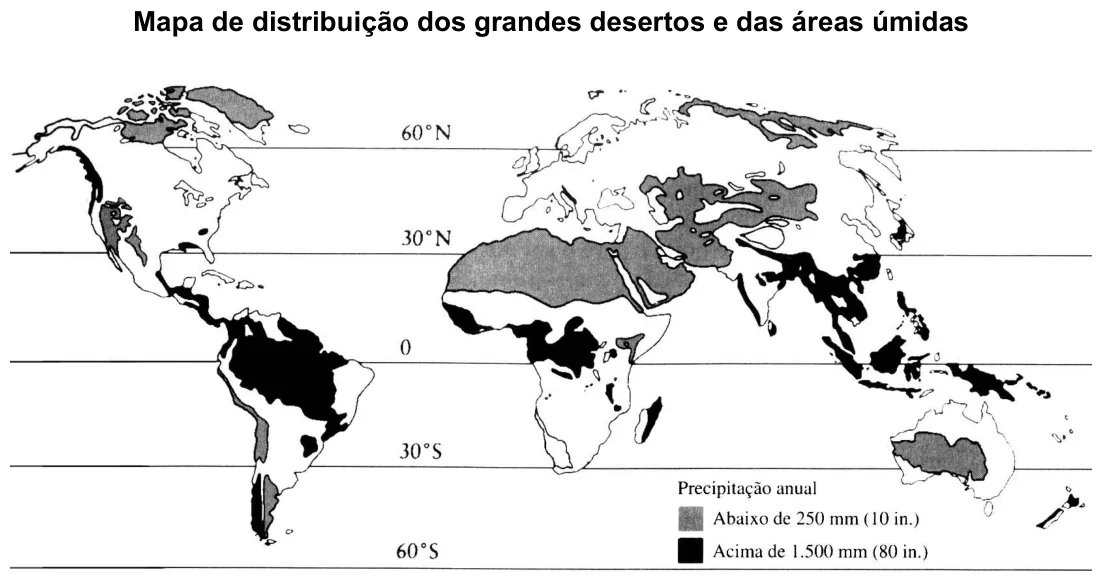 Mapa de distribuição dos grandes desertos e das áreas úmidas
60°N
30°N
0
30°S
Precipitação anual
Abaixo de 250 mm (10 in.)
Acima de 1.500 mm (80 in.)
60°S